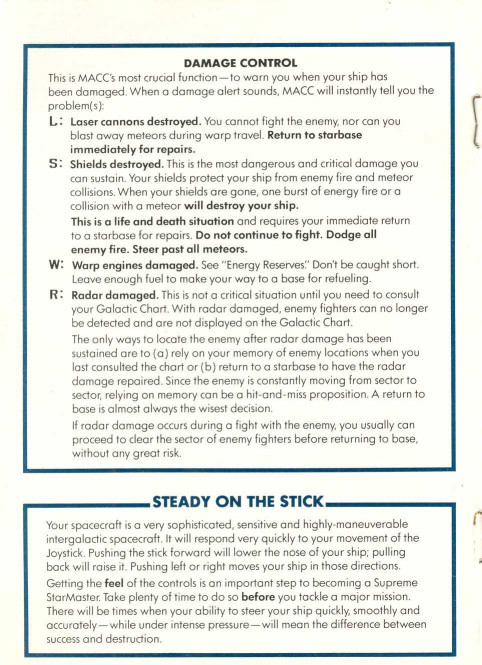 DAMAGE CONTROL
This is MACC's most crucial function—to warn you when your ship has
been damaged. When a damage alert sounds, MACC will instantly tell you the
problem(s):
L: Laser cannons destroyed. You cannot fight the enemy, nor can you
blast away meteors during warp travel. Return to starbase
immediately for repairs.
S: Shields destroyed. This is the most dangerous and critical damage you
can sustain. Your shields protect your ship from enemy fire and meteor
collisions. When your shields are gone, one burst of energy fire or a
collision with a meteor will destroy your ship.
This is a life and death situation and requires your immediate return
to a starbase for repairs. Do not continue to fight. Dodge all
enemy fire. Steer past all meteors.
W: Warp engines damaged. See "Energy Reserves." Don't be caught short.
Leave enough fuel to make your way to a base for refueling.
R: Radar damaged. This is not a critical situation until you need to consult
your Galactic Chart. With radar damaged, enemy fighters can no longer
be detected and are not displayed on the Galactic Chart.
The only ways to locate the enemy after radar damage has been
sustained are to (a) rely on your memory of enemy locations when you
last consulted the chart or (b) return to a starbase to have the radar
damage repaired. Since the enemy is constantly moving from sector to
sector, relying on memory can be a hit-and-miss proposition. A return to
base is almost always the wisest decision.
If radar damage occurs during a fight with the enemy, you usually can
proceed to clear the sector of enemy fighters before returning to base,
without any great risk.
STEADY ON THE STICK
Your spacecraft is a very sophisticated, sensitive and highly-maneuverable
intergalactic spacecraft. It will respond very quickly to your movement of the
Joystick. Pushing the stick forward will lower the nose of your ship; pulling
back will raise it. Pushing left or right moves your ship in those directions.
Getting the feel of the controls is an important step to becoming a Supreme
StarMaster. Take plenty of time to do so before you tackle a major mission.
There will be times when your ability to steer your ship quickly, smoothly and
accurately—while under intense pressure—will mean the difference between
success and destruction.